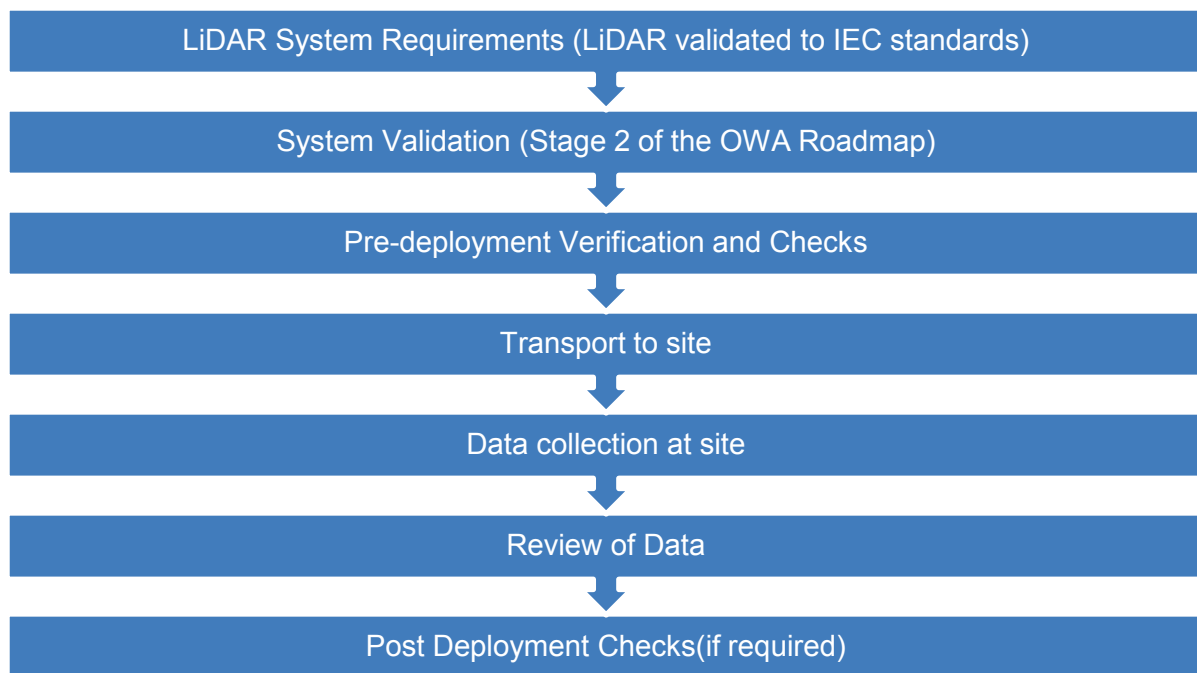 LiDAR System Requirements (LiDAR validated to IEC standards)
System Validation (Stage 2 of the OWA Roadmap)
Pre-deployment Verification and Checks
Transport to site
Data collection at site
Review of Data
Post Deployment Checks(if required)